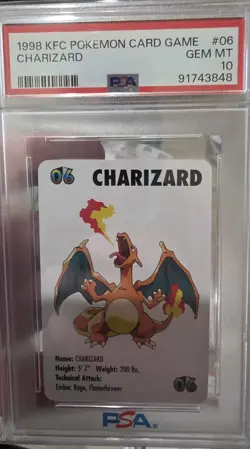 1998 KFC POKEMON CARD GAME #06
CHARIZARD GEM MT
10
PSA 91743848
06 CHARIZARD
Name: CHARIZARD
Height: 5' 7" Weight: 200 lbs.
Technical Attack:
Ember, Rage, Flamethrower
06
PSA